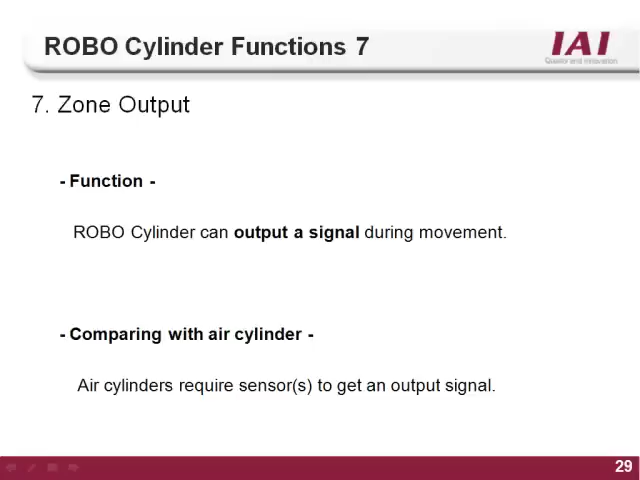 ROBO Cylinder Functions 7
IAI
Quality and Innovation
7. Zone Output
- Function -
ROBO Cylinder can output a signal during movement.
- Comparing with air cylinder -
Air cylinders require sensor(s) to get an output signal.
29